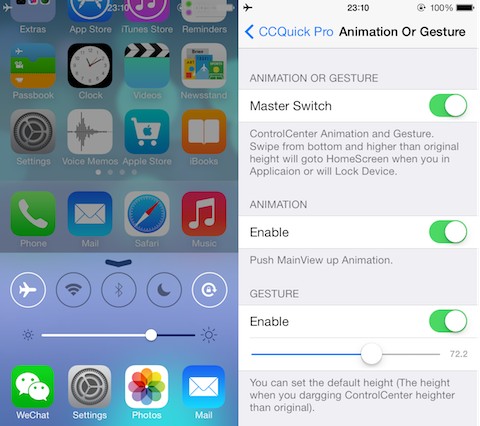 Extras
App Store
iTunes Store
Reminders
Passbook
Clock
Videos
Newsstand
Settings
Voice Memos
Apple Store
iBooks
Phone
Mail
Safari
Music
WeChat
Settings
Photos
Mail
5:10 PM
100%
CCQuick Pro
Animation Or Gesture
ANIMATION OR GESTURE
Master Switch
ControlCenter Animation and Gesture.
Swipe from bottom and higher than original
height will goto HomeScreen when you in
Applicaion or will Lock Device.
ANIMATION
Enable
Push MainView up Animation.
GESTURE
Enable
72.2
You can set the default height (The height
when you dargging ControlCenter heighter
than original).